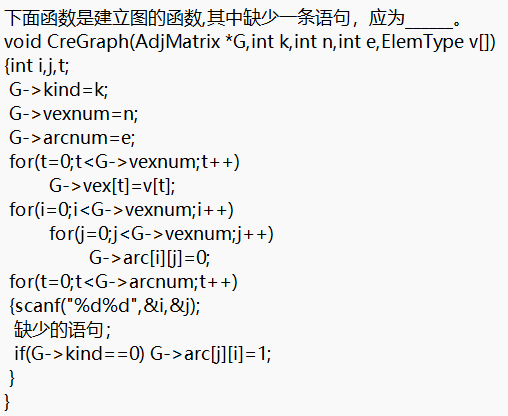 下面函数是建立图的函数,其中缺少一条语句，应为______。
void CreGraph(AdjMatrix *G,int k,int n,int e,ElemType v[])
{int i,j,t;
G->kind=k;
G->vexnum=n;
G->arcnum=e;
for(t=0;t<G->vexnum;t++)
G->vex[t]=v[t];
for(i=0;i<G->vexnum;i++)
for(j=0;j<G->vexnum;j++)
G->arc[i][j]=0;
for(t=0;t<G->arcnum;t++)
{scanf("%d%d",&i,&j);
缺少的语句；
if(G->kind==0) G->arc[j][i]=1;
}
}